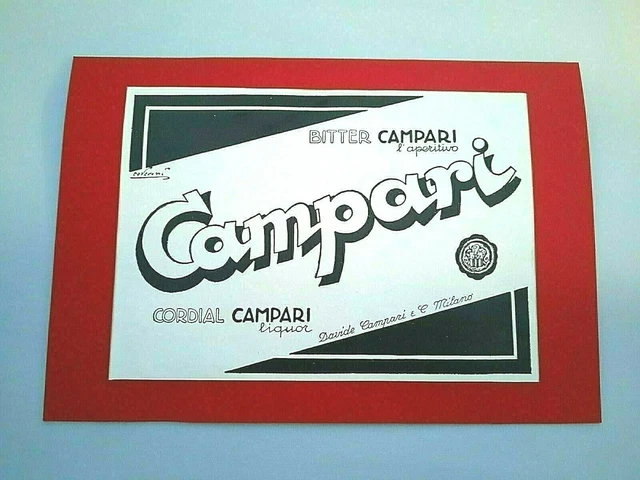 BITTER CAMPARI
l'aperitivo
Campari
CORDIAL CAMPARI
liquor
Davide Campari & C Milano